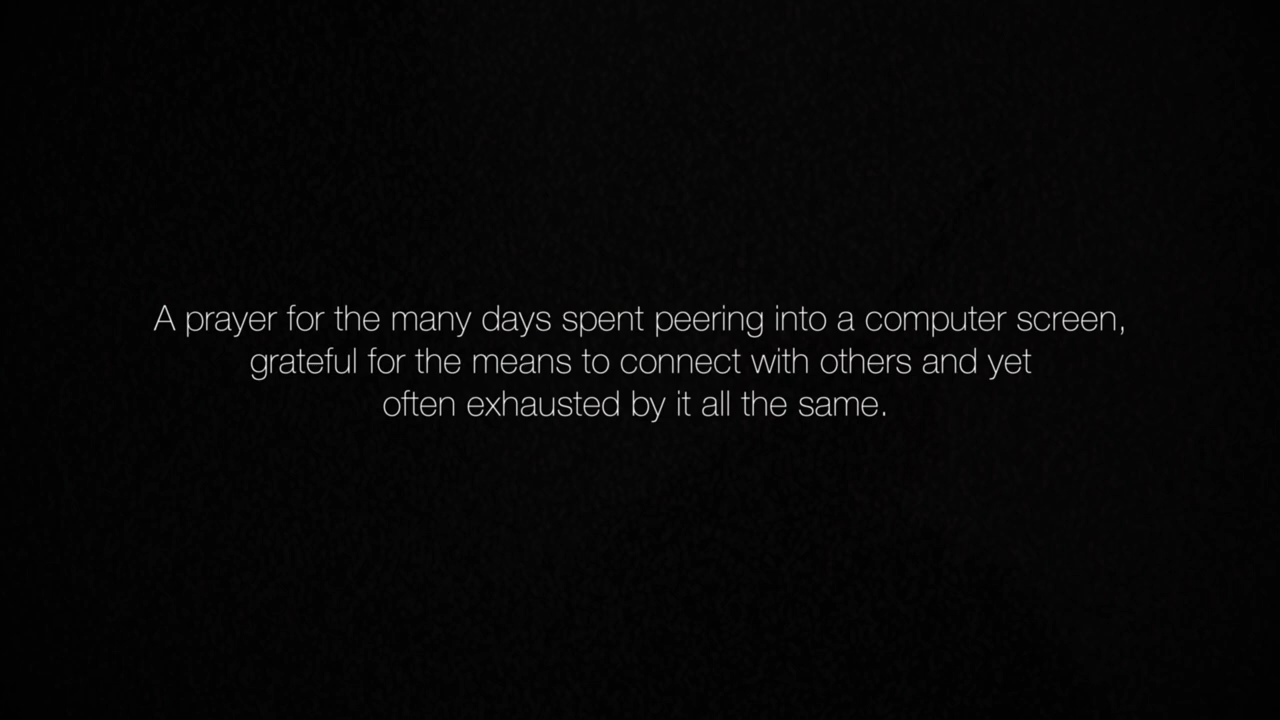 A prayer for the many days spent peering into a computer screen,
grateful for the means to connect with others and yet
often exhausted by it all the same.